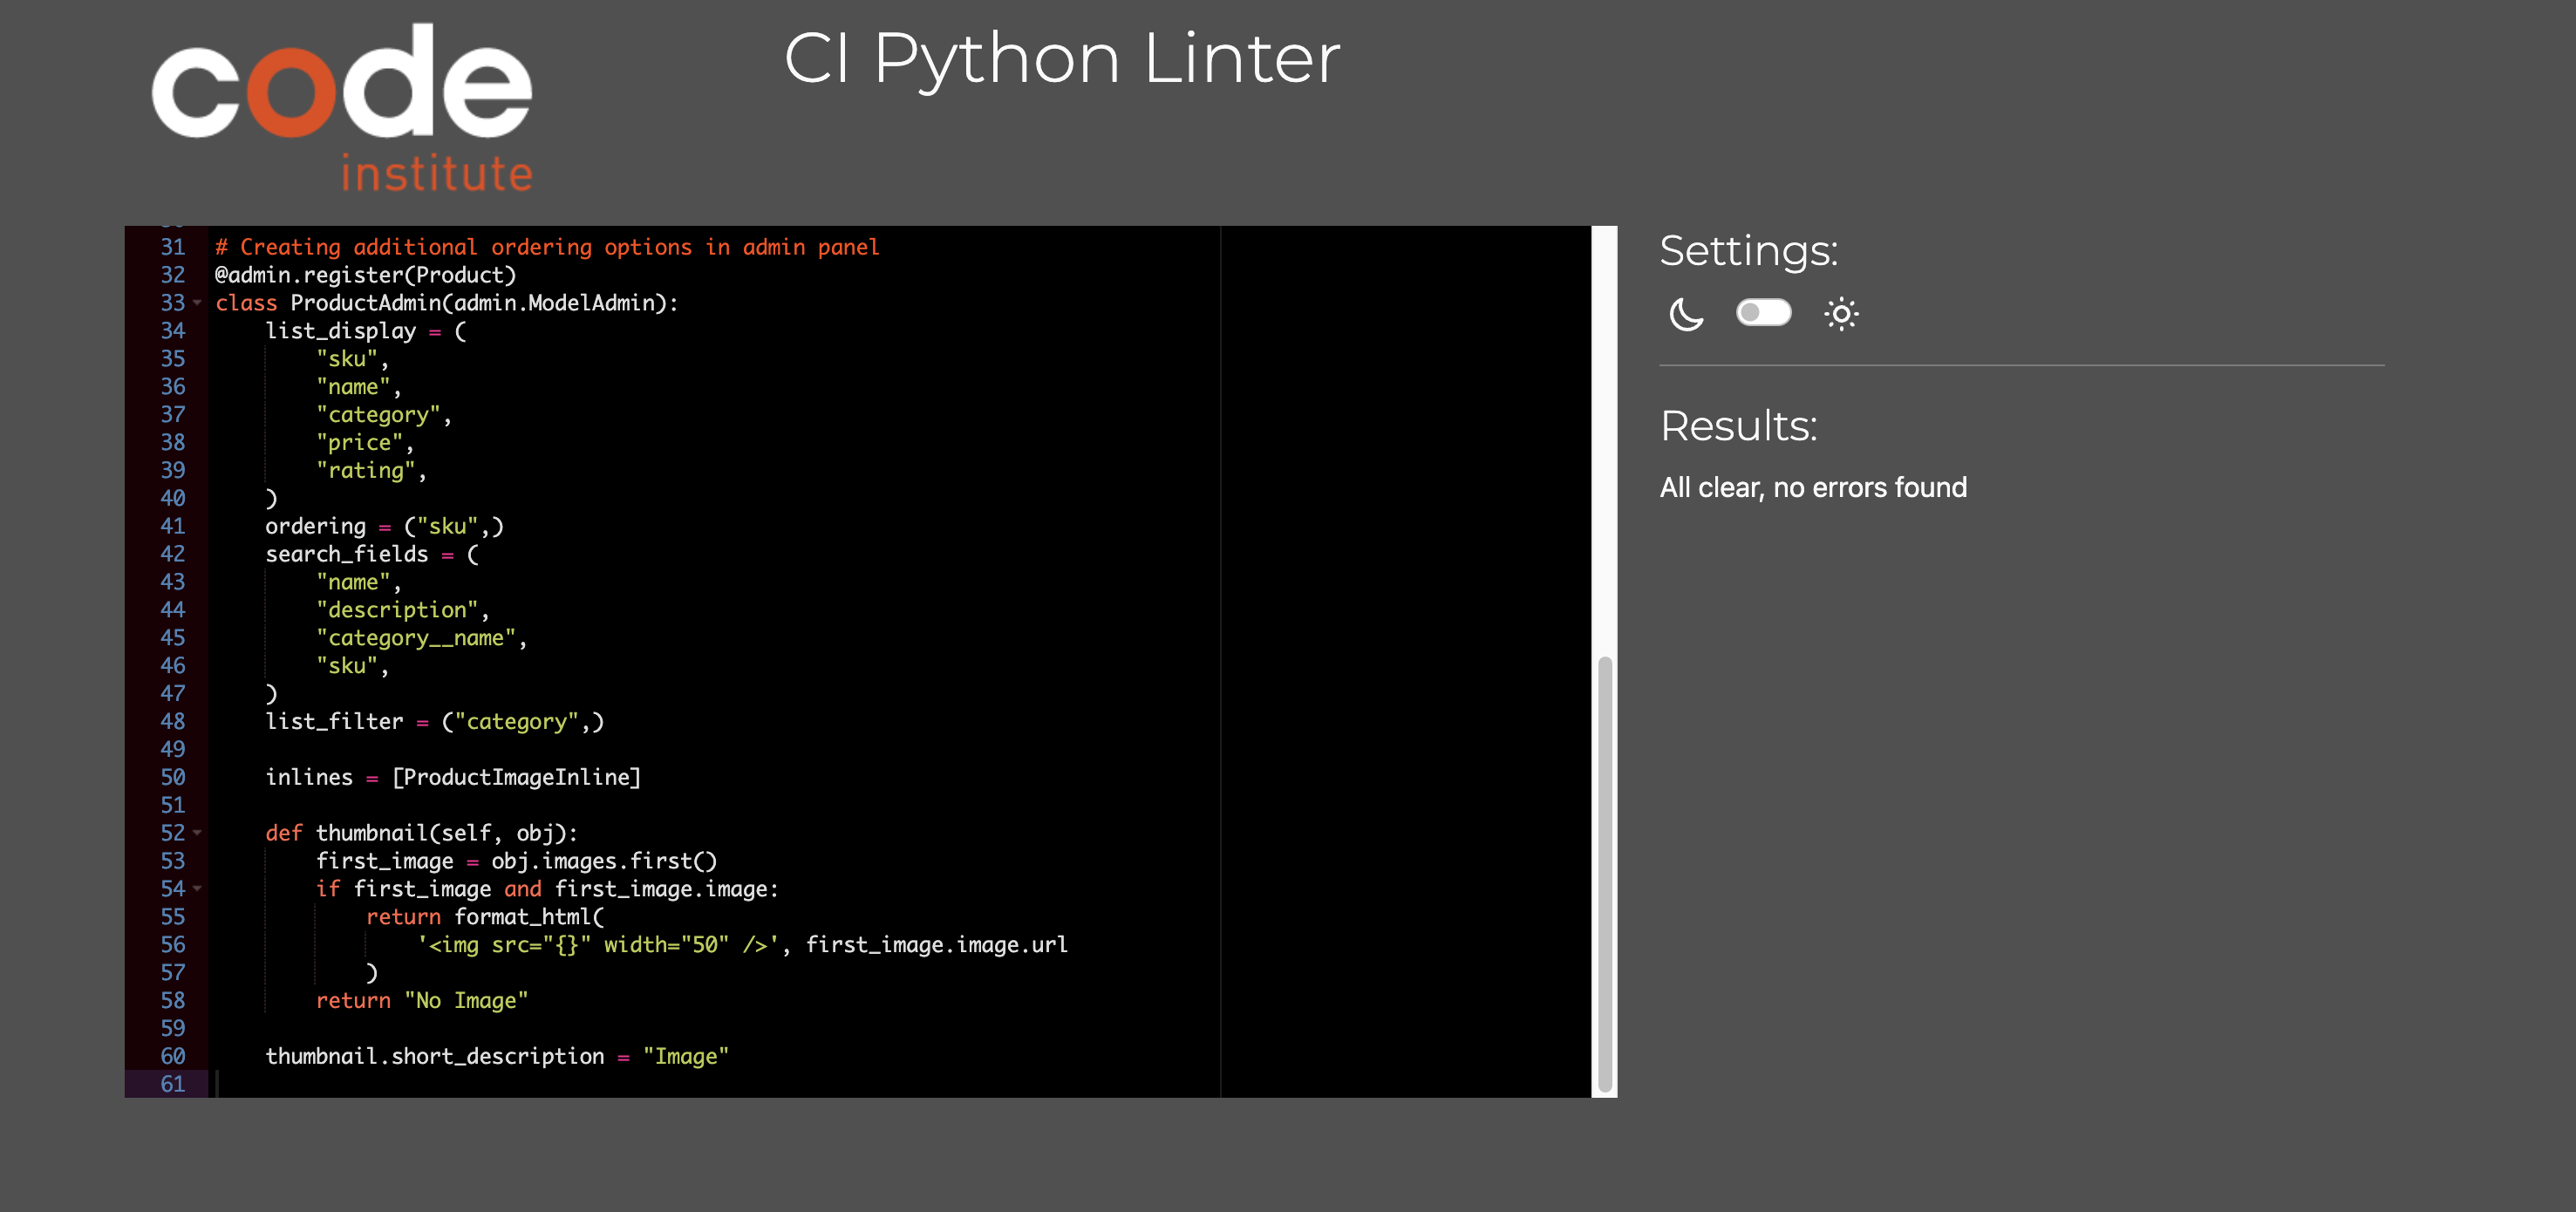 code
institute
CI Python Linter
31 # Creating additional ordering options in admin panel
32 @admin.register(Product)
33 class ProductAdmin(admin.ModelAdmin):
34     list_display = (
35         "sku",
36         "name",
37         "category",
38         "price",
39         "rating",
40     )
41     ordering = ("sku",)
42     search_fields = (
43         "name",
44         "description",
45         "category__name",
46         "sku",
47     )
48     list_filter = ("category",)
49
50     inlines = [ProductImageInline]
51
52     def thumbnail(self, obj):
53         first_image = obj.images.first()
54         if first_image and first_image.image:
55             return format_html(
56                 '<img src="{}" width="50" />', first_image.image.url
57             )
58         return "No Image"
59
60     thumbnail.short_description = "Image"
61
Settings:
Results:
All clear, no errors found